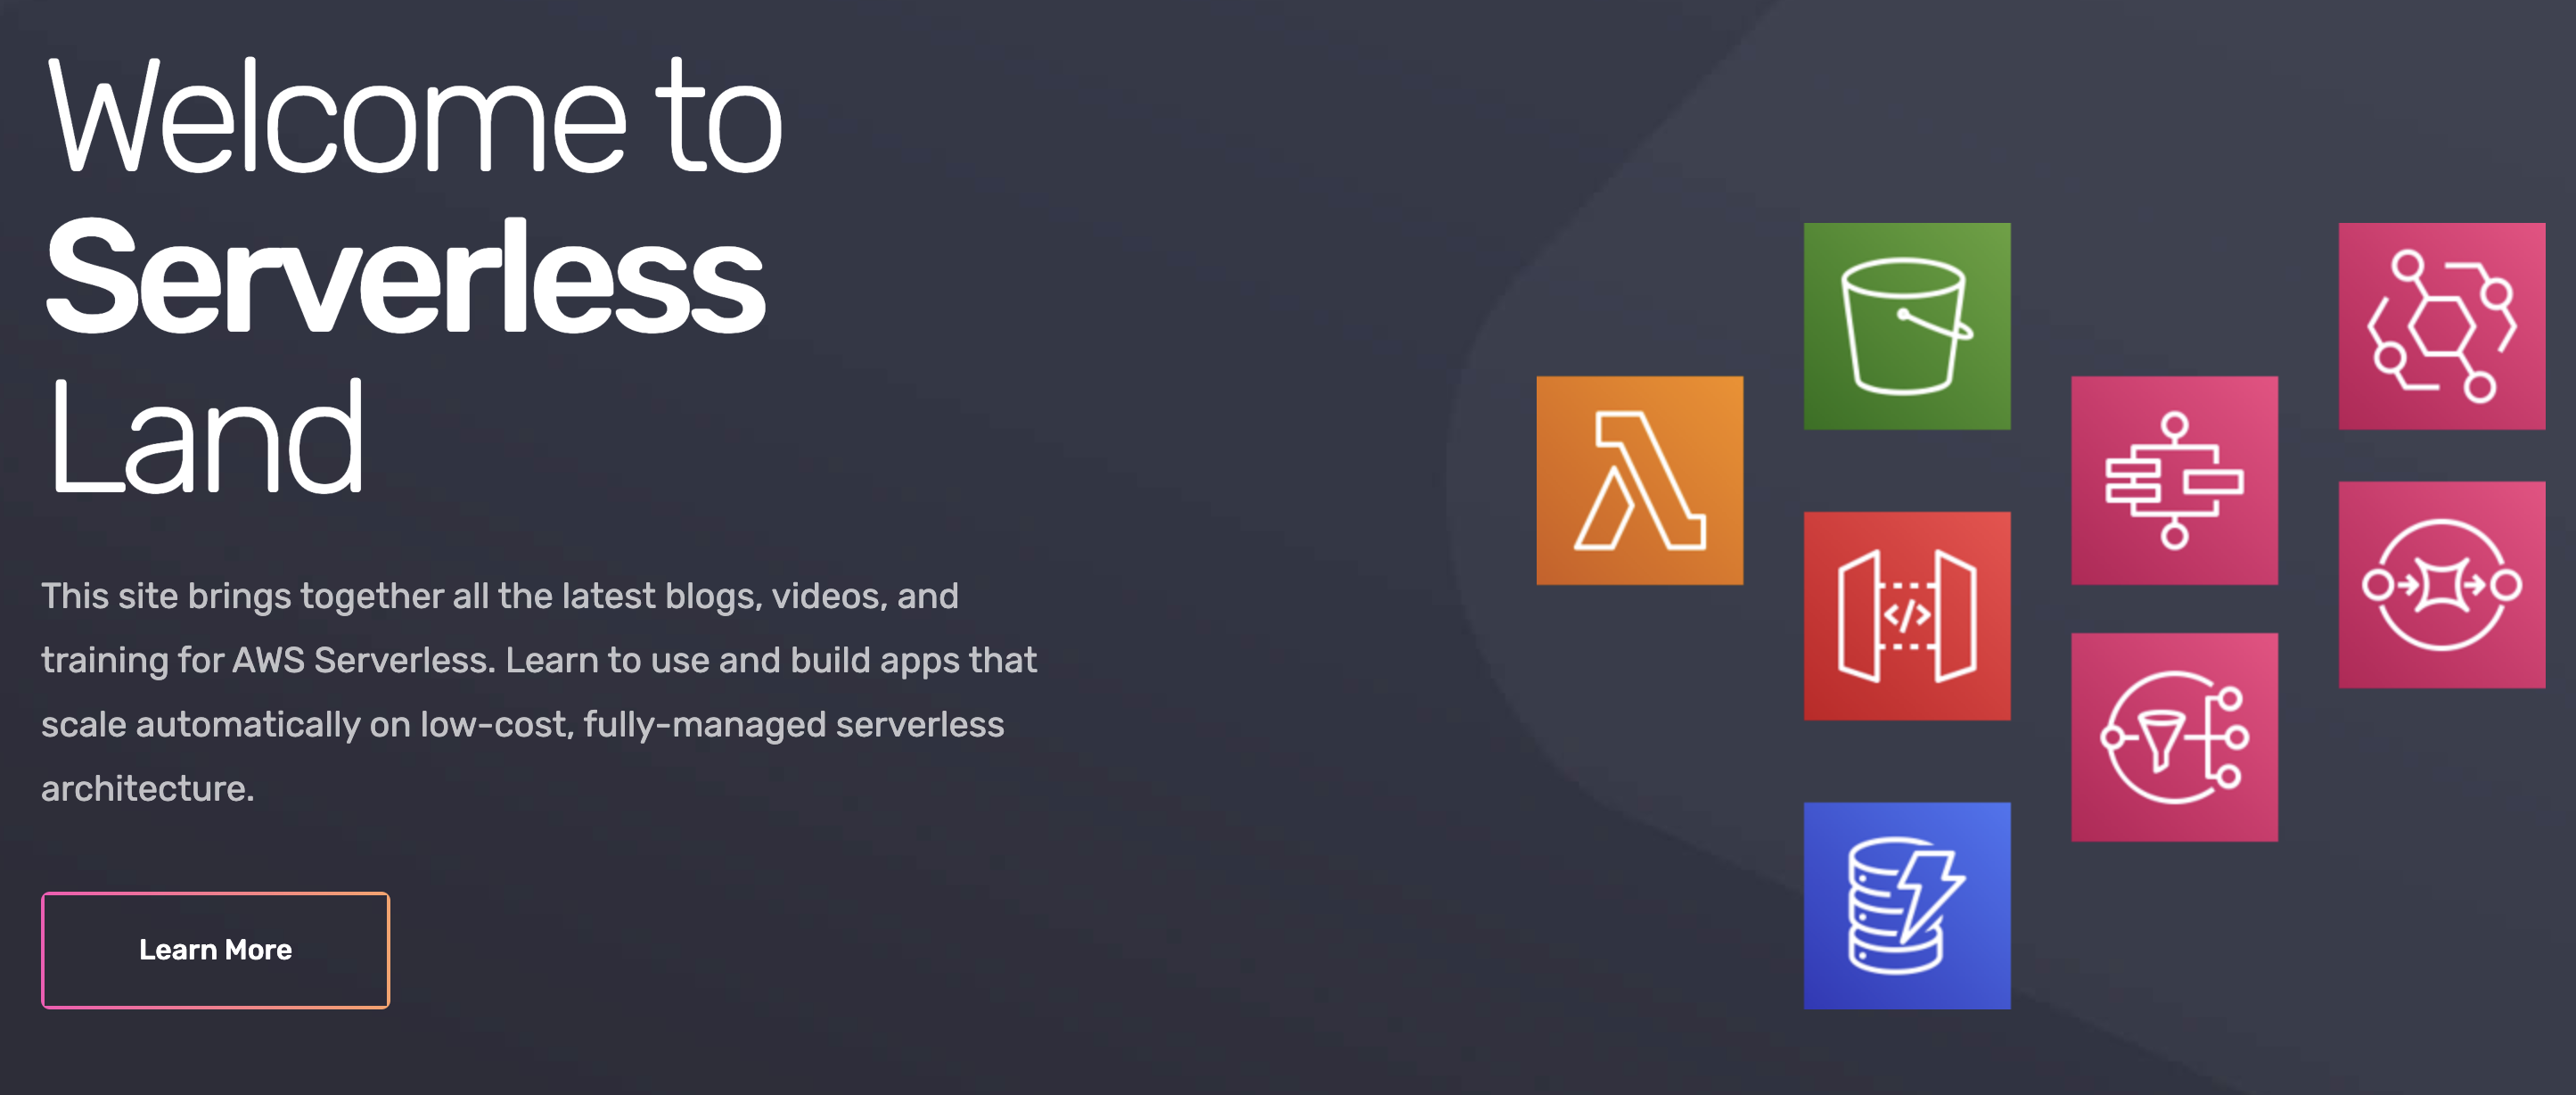 Welcome to
Serverless
Land
This site brings together all the latest blogs, videos, and
training for AWS Serverless. Learn to use and build apps that
scale automatically on low-cost, fully-managed serverless
architecture.
Learn More